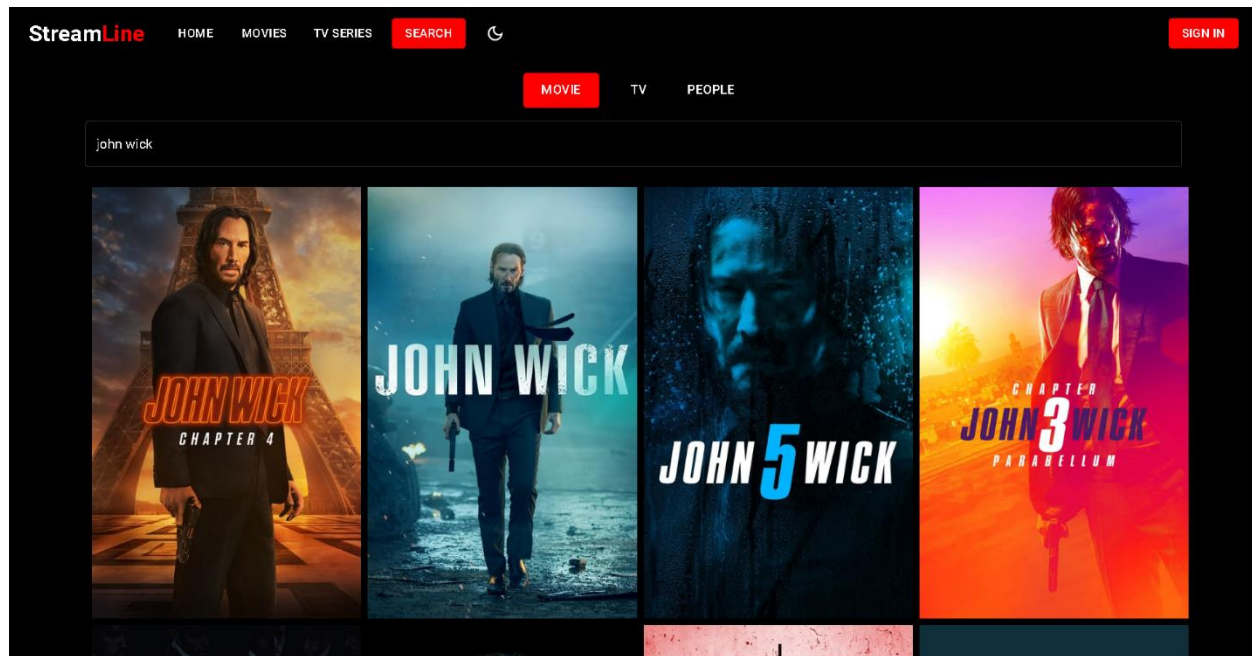 StreamLine HOME MOVIES TV SERIES SEARCH SIGN IN
MOVIE TV PEOPLE
john wick
JOHN WICK
CHAPTER 4
JOHN WICK
JOHN 5 WICK
CHAPTER
JOHN 3 WICK
PARABELLUM